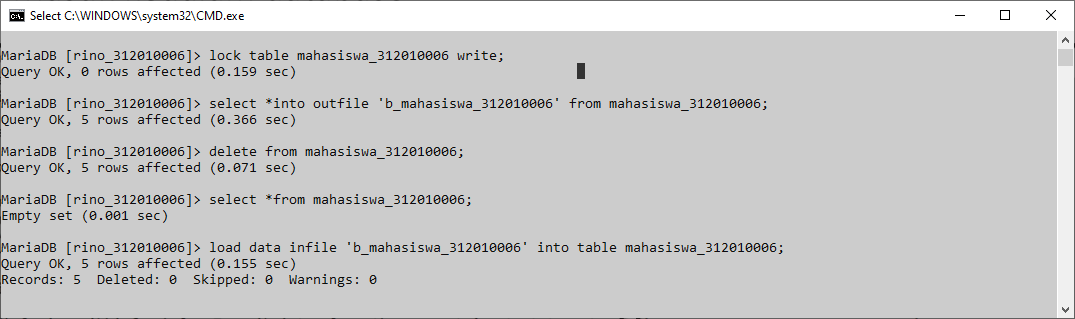 Select C:\WINDOWS\system32\CMD.exe
MariaDB [rino_312010006]> lock table mahasiswa_312010006 write;
Query OK, 0 rows affected (0.159 sec)
MariaDB [rino_312010006]> select *into outfile 'b_mahasiswa_312010006' from mahasiswa_312010006;
Query OK, 5 rows affected (0.366 sec)
MariaDB [rino_312010006]> delete from mahasiswa_312010006;
Query OK, 5 rows affected (0.071 sec)
MariaDB [rino_312010006]> select *from mahasiswa_312010006;
Empty set (0.001 sec)
MariaDB [rino_312010006]> load data infile 'b_mahasiswa_312010006' into table mahasiswa_312010006;
Query OK, 5 rows affected (0.155 sec)
Records: 5  Deleted: 0  Skipped: 0  Warnings: 0